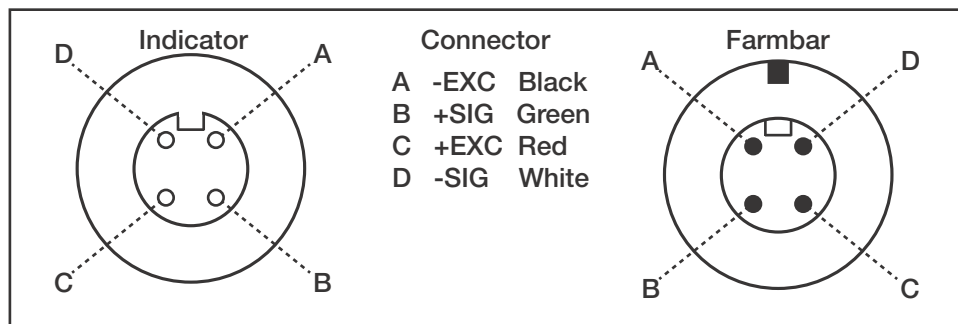 Indicator
D A
C B
Connector
A -EXC Black
B +SIG Green
C +EXC Red
D -SIG White
Farmbar
A D
B C